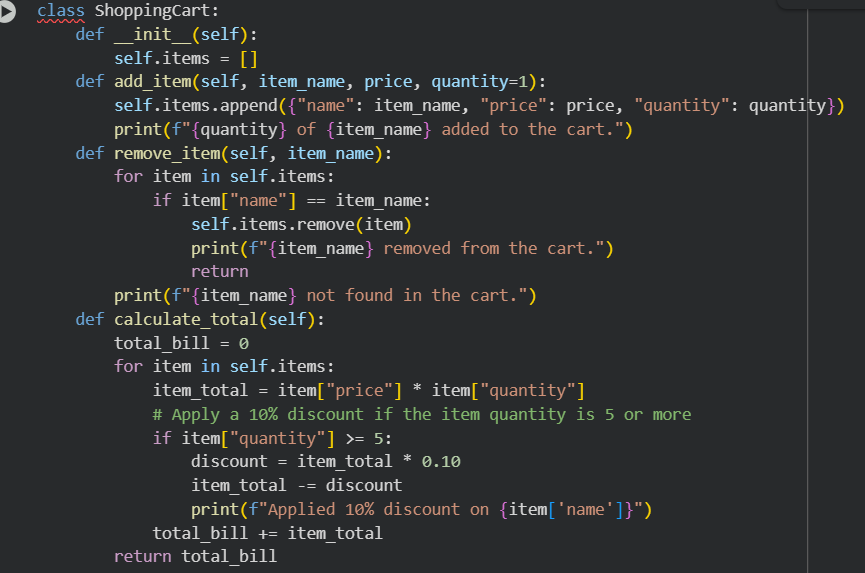 class ShoppingCart:
    def __init__(self):
        self.items = []
    def add_item(self, item_name, price, quantity=1):
        self.items.append({"name": item_name, "price": price, "quantity": quantity})
        print(f"{quantity} of {item_name} added to the cart.")
    def remove_item(self, item_name):
        for item in self.items:
            if item["name"] == item_name:
                self.items.remove(item)
                print(f"{item_name} removed from the cart.")
                return
        print(f"{item_name} not found in the cart.")
    def calculate_total(self):
        total_bill = 0
        for item in self.items:
            item_total = item["price"] * item["quantity"]
            # Apply a 10% discount if the item quantity is 5 or more
            if item["quantity"] >= 5:
                discount = item_total * 0.10
                item_total -= discount
                print(f"Applied 10% discount on {item['name']}")
            total_bill += item_total
        return total_bill